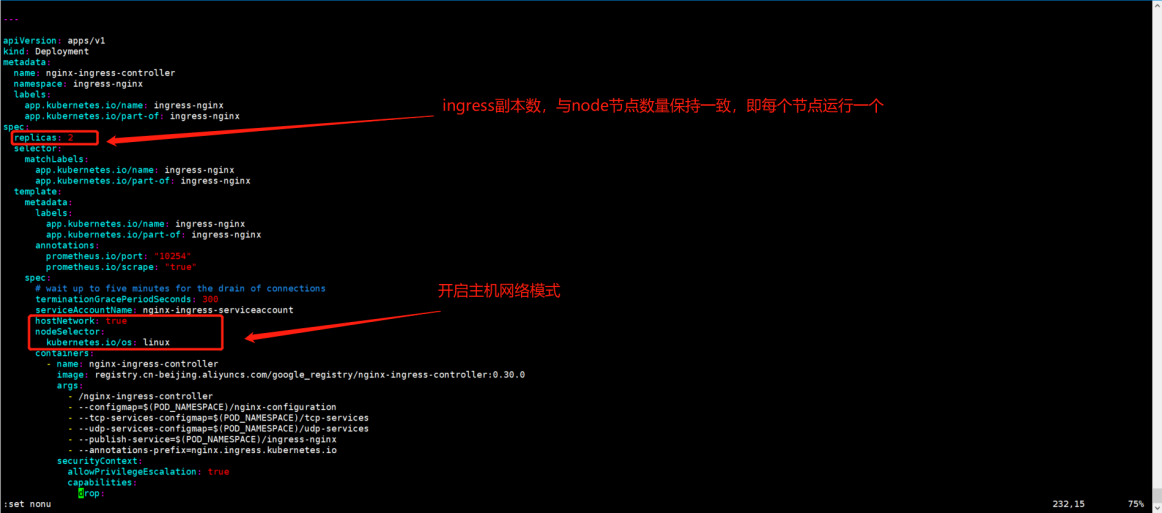 ---
apiVersion: apps/v1
kind: Deployment
metadata:
  name: nginx-ingress-controller
  namespace: ingress-nginx
  labels:
    app.kubernetes.io/name: ingress-nginx
    app.kubernetes.io/part-of: ingress-nginx
ingress副本数，与node节点数量保持一致，即每个节点运行一个
spec:
  replicas: 2
  selector:
    matchLabels:
      app.kubernetes.io/name: ingress-nginx
      app.kubernetes.io/part-of: ingress-nginx
  template:
    metadata:
      labels:
        app.kubernetes.io/name: ingress-nginx
        app.kubernetes.io/part-of: ingress-nginx
      annotations:
        prometheus.io/port: "10254"
        prometheus.io/scrape: "true"
    spec:
      # wait up to five minutes for the drain of connections
开启主机网络模式
      terminationGracePeriodSeconds: 300
      serviceAccountName: nginx-ingress-serviceaccount
      hostNetwork: true
      nodeSelector:
        kubernetes.io/os: linux
      containers:
        - name: nginx-ingress-controller
          image: registry.cn-beijing.aliyuncs.com/google_registry/nginx-ingress-controller:0.30.0
          args:
            - /nginx-ingress-controller
            - --configmap=$(POD_NAMESPACE)/nginx-configuration
            - --tcp-services-configmap=$(POD_NAMESPACE)/tcp-services
            - --udp-services-configmap=$(POD_NAMESPACE)/udp-services
            - --publish-service=$(POD_NAMESPACE)/ingress-nginx
            - --annotations-prefix=nginx.ingress.kubernetes.io
          securityContext:
            allowPrivilegeEscalation: true
            capabilities:
              drop:
:set nonu 232,15 75%